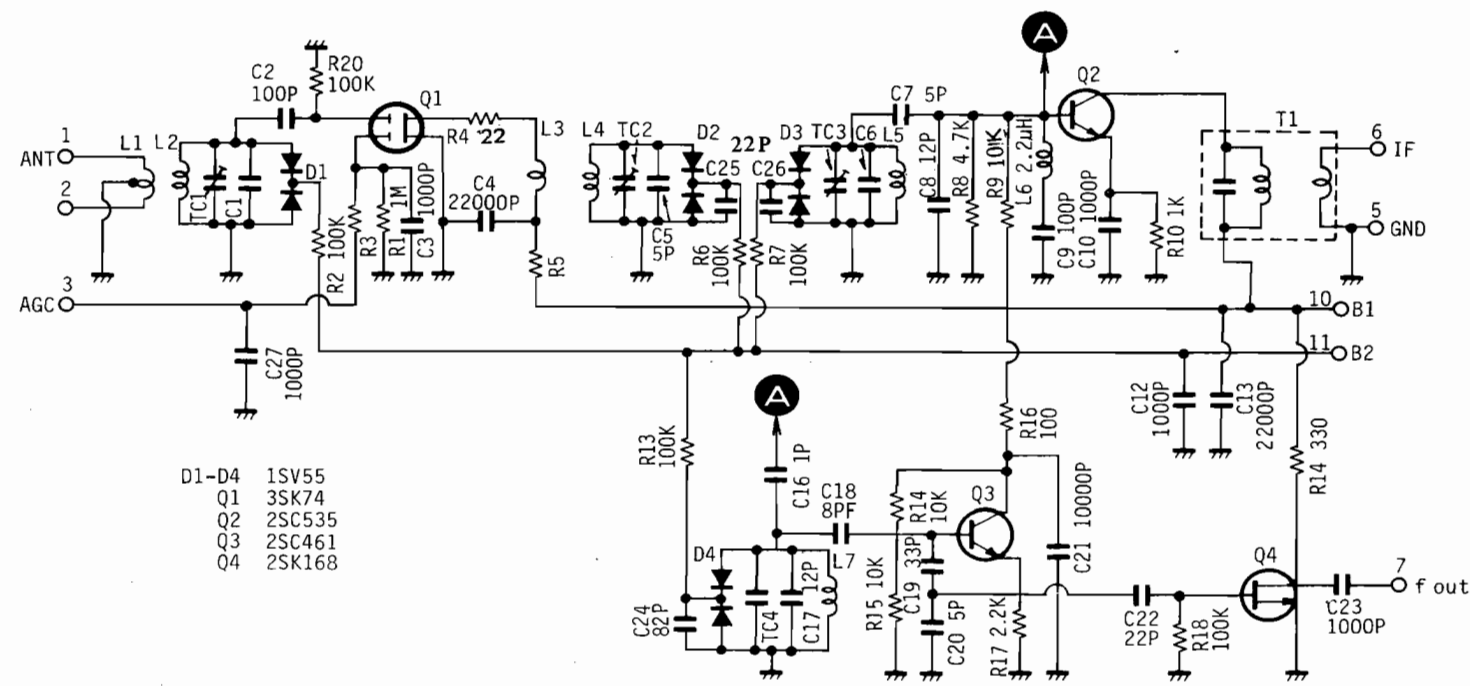 A
C2
100P
R20
100K
Q1
R4
22
L3
L4
TC2
D2
22P
D3
TC3
C6
L5
C7 5P
Q2
T1
6
IF
5
GND
1
ANT
2
L1
L2
TC1
C1
D1
1M
1000P
C4
22000P
C25
C26
C5
5P
C8 12P
R8 4.7K
L6 2.2µH
C9 100P
C10 1000P
R10 1K
R2 100K
R3
R1
C3
R5
R6
100K
R7
100K
3
AGC
10
B1
11
B2
C27
1000P
A
C12
1000P
C13
22000P
R16
100
R14 330
R13
100K
C16 1P
C18
8PF
R14
10K
Q3
C21 10000P
D1-D4 1SV55
Q1 3SK74
Q2 2SC535
Q3 2SC461
Q4 2SK168
D4
L7
12P
33P
C24
82P
TC4
C17
R15 10K
C19
C20 5P
R17 2.2K
C22
22P
R18
100K
Q4
7
f out
C23
1000P